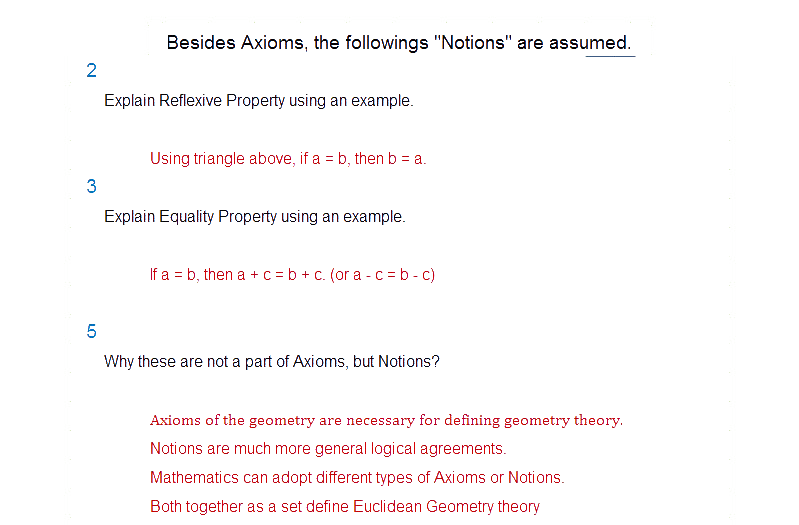 Besides Axioms, the followings "Notions" are assumed.
2
Explain Reflexive Property using an example.
Using triangle above, if a = b, then b = a.
3
Explain Equality Property using an example.
If a = b, then a + c = b + c. (or a - c = b - c)
5
Why these are not a part of Axioms, but Notions?
Axioms of the geometry are necessary for defining geometry theory.
Notions are much more general logical agreements.
Mathematics can adopt different types of Axioms or Notions.
Both together as a set define Euclidean Geometry theory